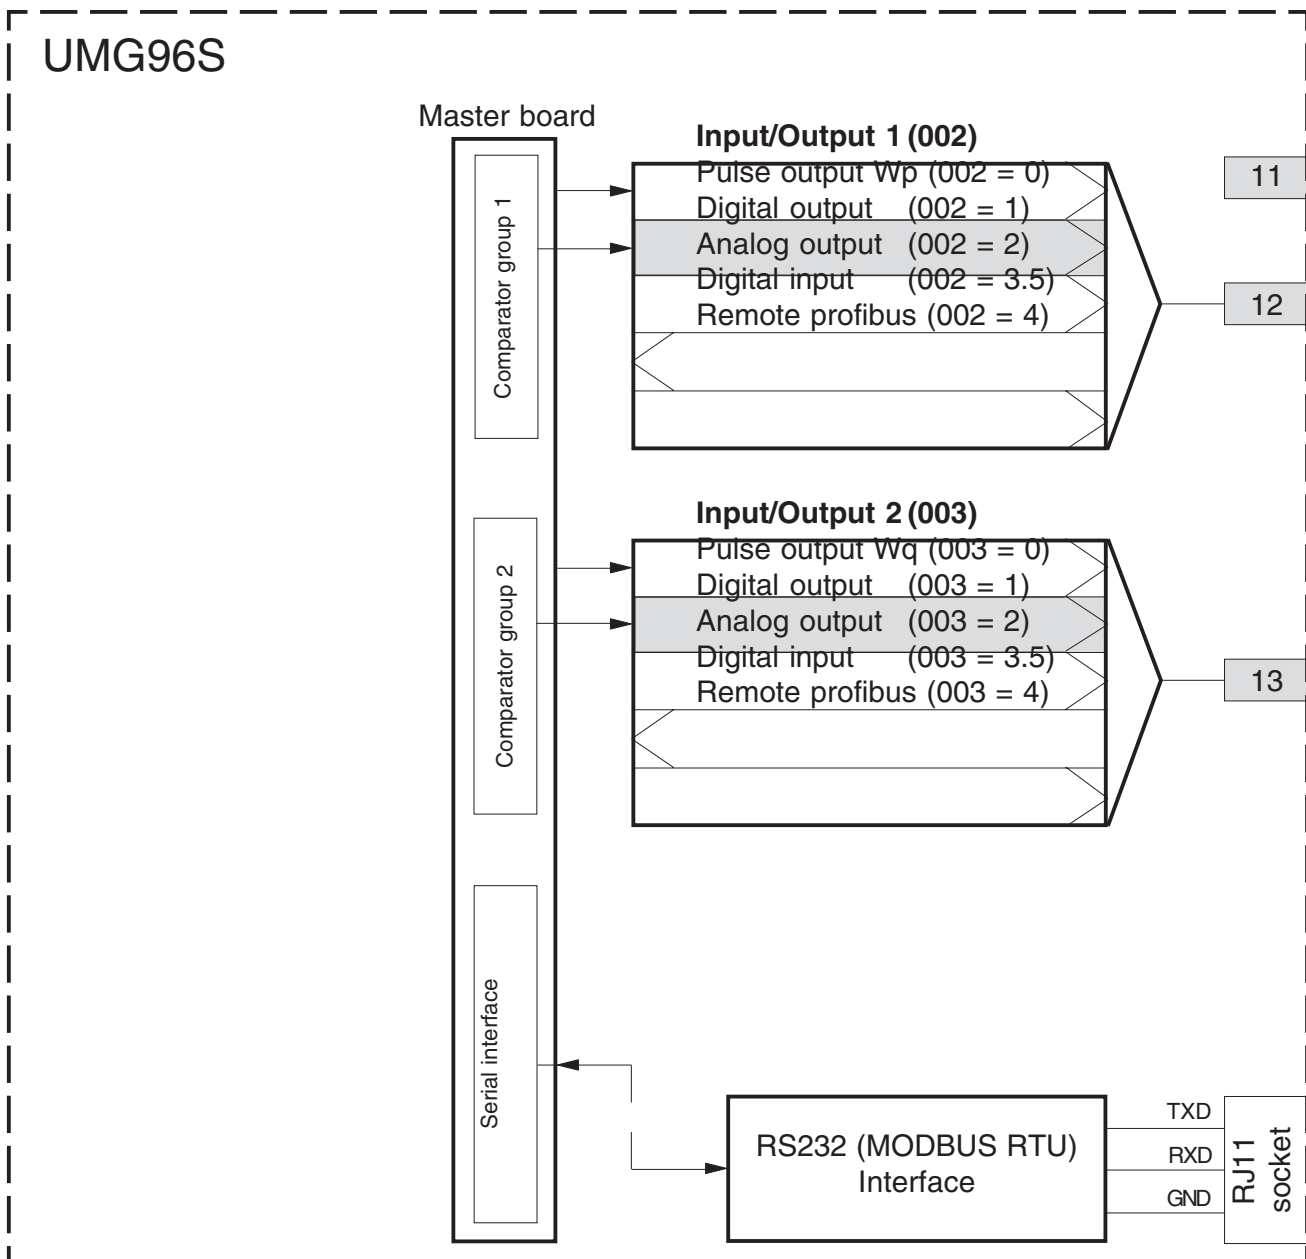 UMG96S
Master board
Comparator group 1
Input/Output 1 (002)
Pulse output Wp (002 = 0)
Digital output (002 = 1)
Analog output (002 = 2)
Digital input (002 = 3.5)
Remote profibus (002 = 4)
11
12
Comparator group 2
Input/Output 2 (003)
Pulse output Wq (003 = 0)
Digital output (003 = 1)
Analog output (003 = 2)
Digital input (003 = 3.5)
Remote profibus (003 = 4)
13
Serial interface
RS232 (MODBUS RTU)
Interface
TXD
RXD
GND
RJ11
socket